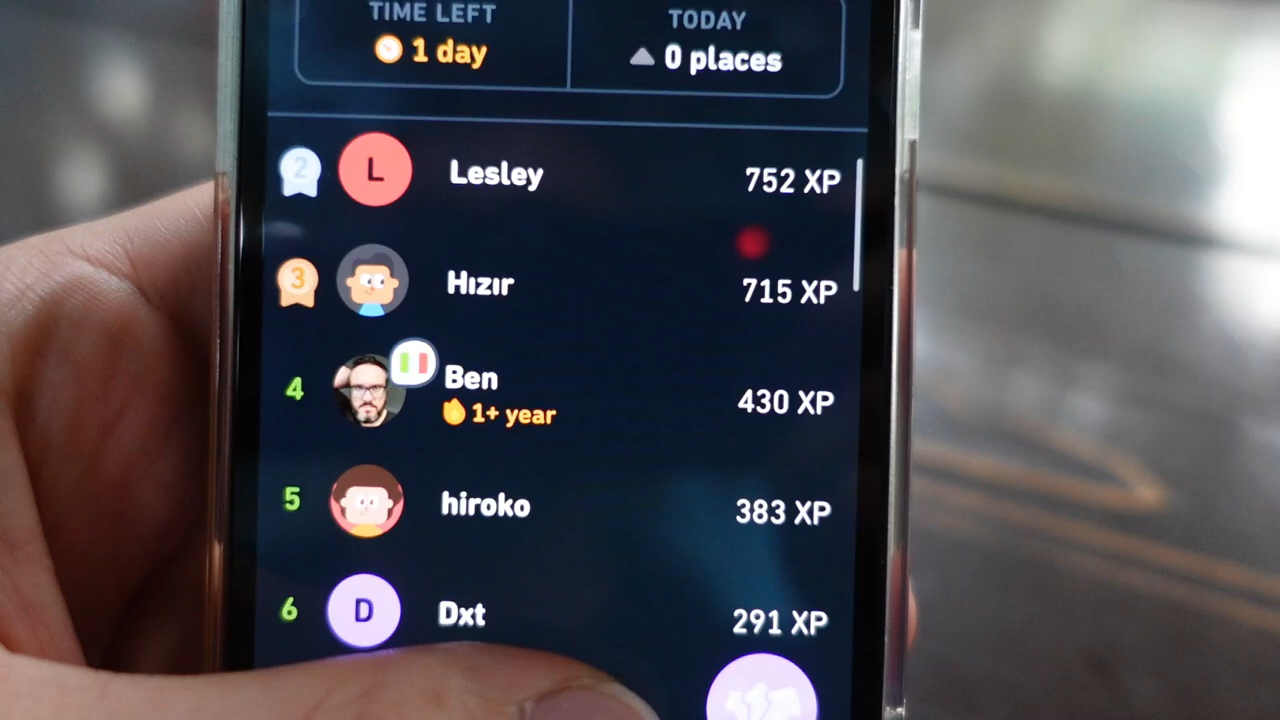 TIME LEFT
1 day
TODAY
0 places
2
L
Lesley
752 XP
3
Hızır
715 XP
4
Ben
1+ year
430 XP
5
hiroko
383 XP
6
D
Dxt
291 XP